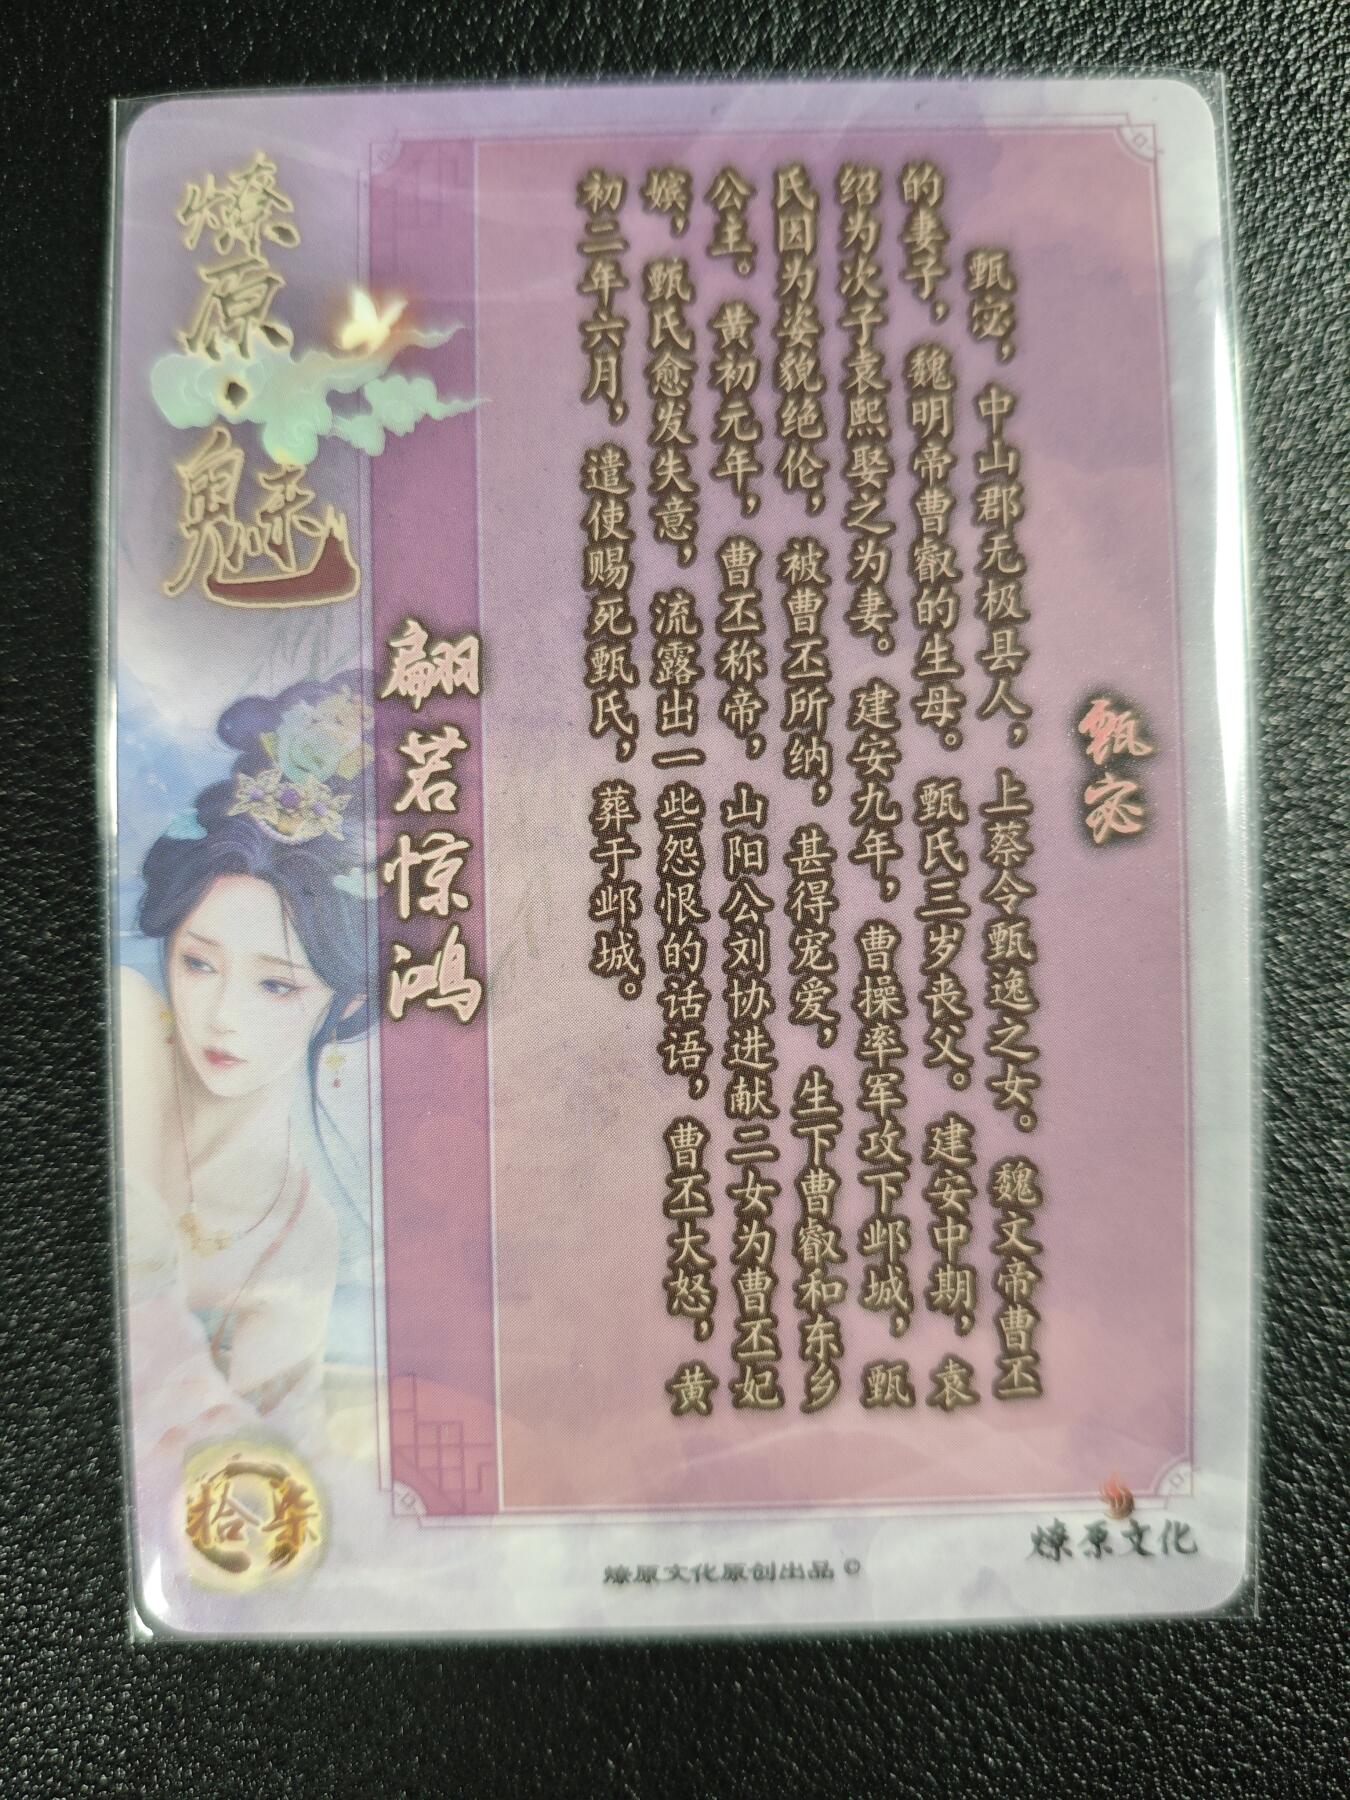 甄宓
甄宓，中山郡无极县人，上蔡令甄逸之女。魏文帝曹丕
的妻子，魏明帝曹叡的生母。甄氏三岁丧父。建安中期，袁
绍为次子袁熙娶之为妻。建安九年，曹操率军攻下邺城，甄
氏因为姿貌绝伦，被曹丕所纳，甚得宠爱，生下曹叡和东乡
公主。黄初元年，曹丕称帝，山阳公刘协进献二女为曹丕妃
嫔，甄氏愈发失意，流露出一些怨恨的话语，曹丕大怒，黄
初二年六月，遣使赐死甄氏，葬于邺城。
翩若惊鸿
燎原·魅
拾柒
燎原文化
燎原文化原创出品©